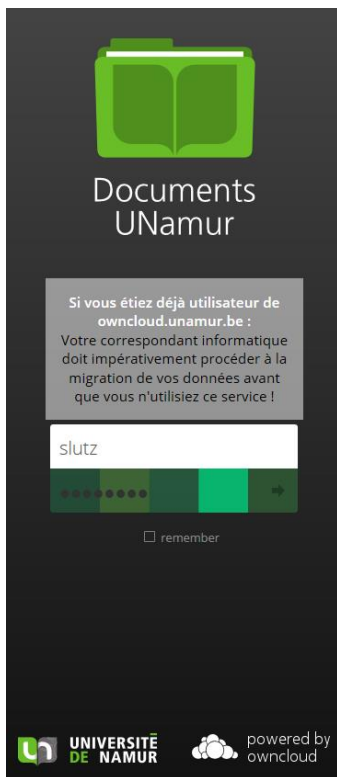 Documents
UNamur
Si vous étiez déjà utilisateur de
owncloud.unamur.be :
Votre correspondant informatique
doit impérativement procéder à la
migration de vos données avant
que vous n'utilisiez ce service !
slutz
remember
UNIVERSITÉ
DE NAMUR
powered by
owncloud